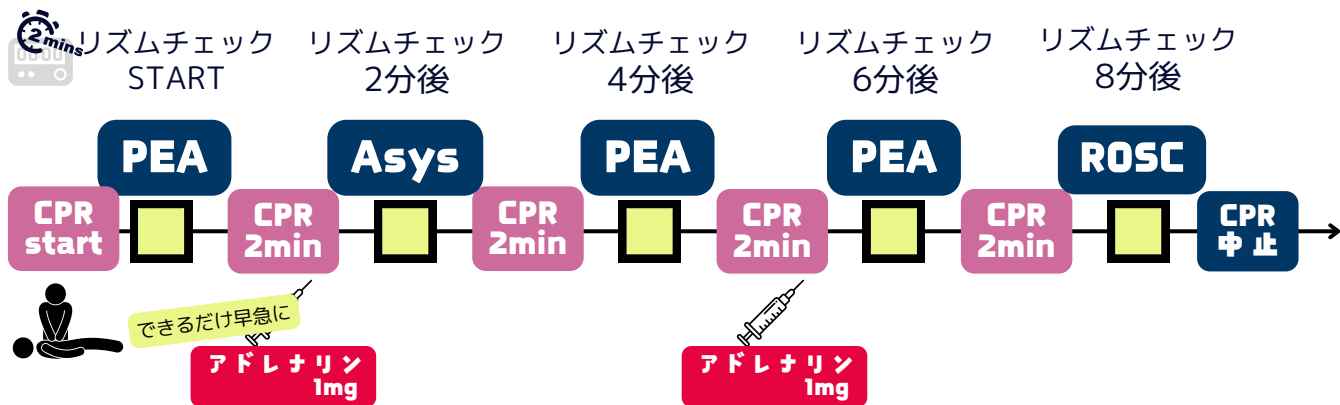 2mins
00:00
リズムチェック
START
リズムチェック
2分後
リズムチェック
4分後
リズムチェック
6分後
リズムチェック
8分後
PEA
Asys
PEA
PEA
ROSC
CPR
start
CPR
2min
CPR
2min
CPR
2min
CPR
2min
CPR
中止
できるだけ早急に
アドレナリン
1mg
アドレナリン
1mg